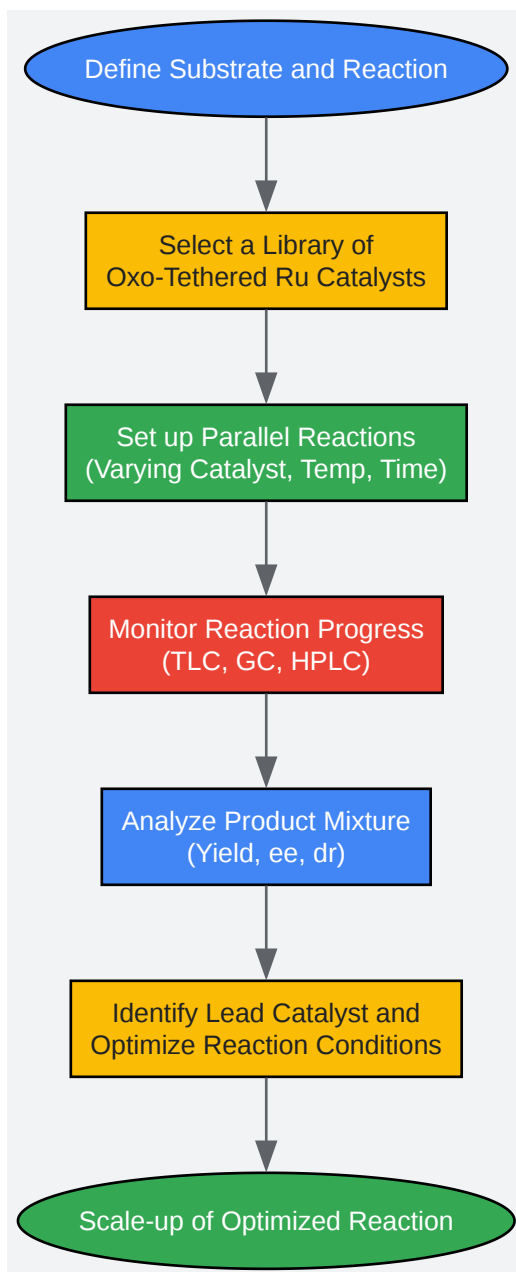 Define Substrate and Reaction
Select a Library of
Oxo-Tethered Ru Catalysts
Set up Parallel Reactions
(Varying Catalyst, Temp, Time)
Monitor Reaction Progress
(TLC, GC, HPLC)
Analyze Product Mixture
(Yield, ee, dr)
Identify Lead Catalyst and
Optimize Reaction Conditions
Scale-up of Optimized Reaction